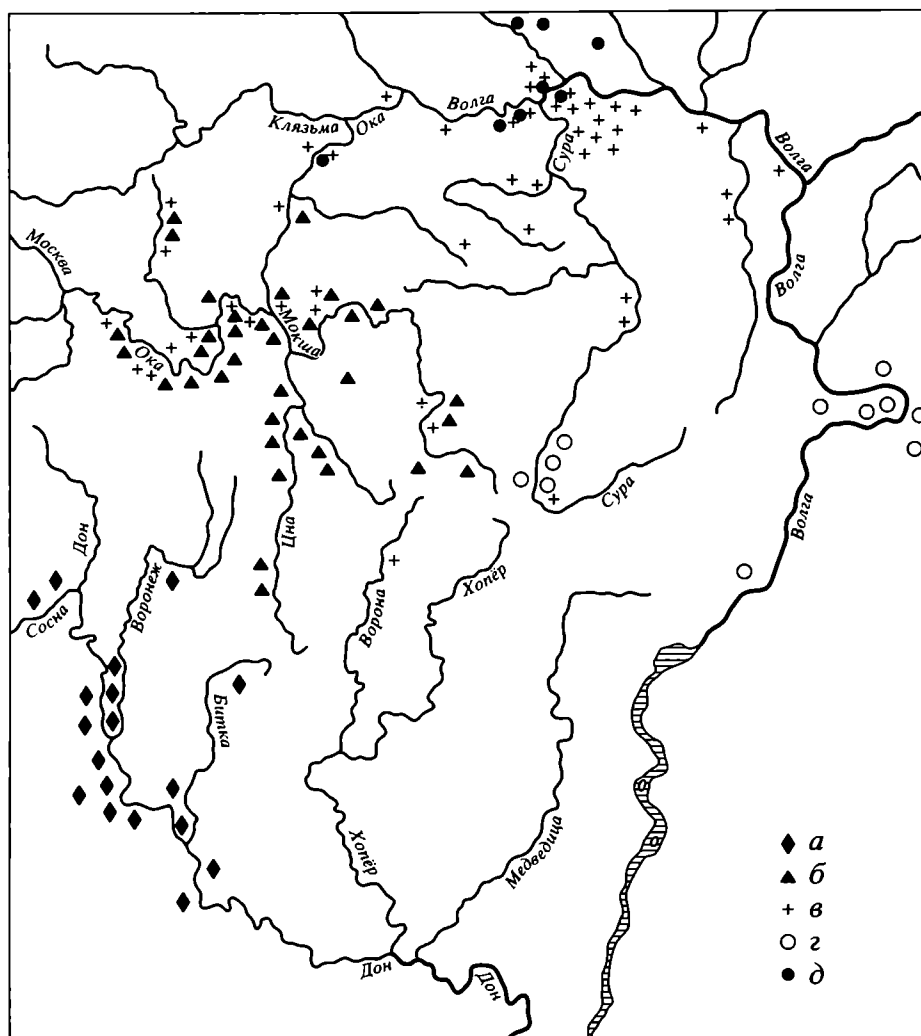 Клязьма
Ока
Волга
Сура
Волга
Москва
Волга
Мокша
Ока
Сура
Волга
Дон
Цна
Воронеж
Ворона
Хопёр
Сосна
Битка
Хопёр
Медведица
Дон
Дон
а
б
в
г
д